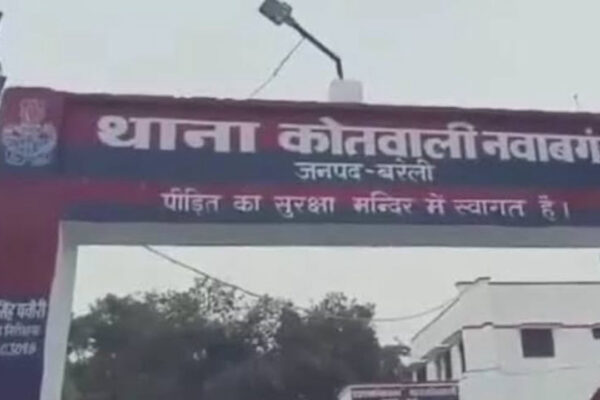 थाना कोतवाली नवाबगं
जनपद-बरेली
पीड़ित का सुरक्षा मन्दिर में स्वागत है।